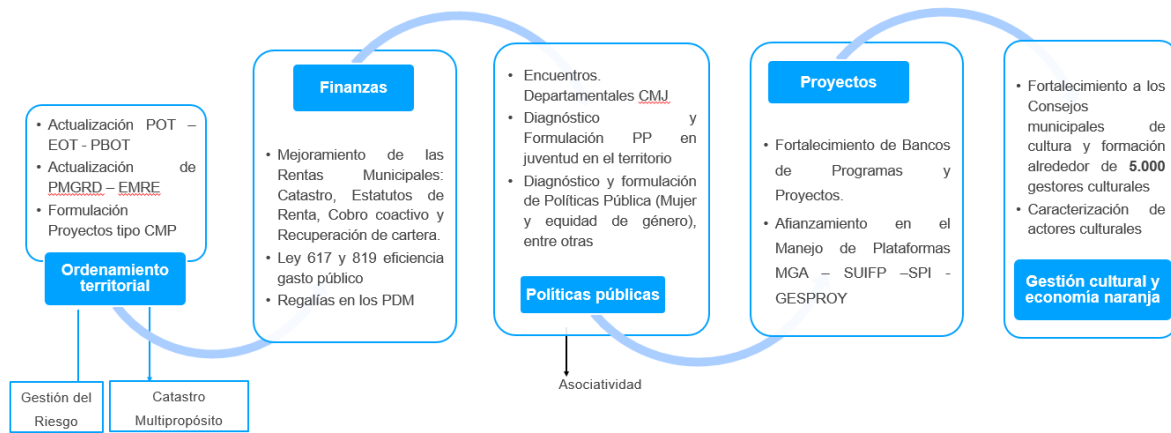 • Actualización POT –
EOT - PBOT
• Actualización de
PMGRD – EMRE
• Formulación
Proyectos tipo CMP
Ordenamiento
territorial
Gestión del
Riesgo
Catastro
Multipropósito
Finanzas
• Mejoramiento de las
Rentas Municipales:
Catastro, Estatutos de
Renta, Cobro coactivo y
Recuperación de cartera.
• Ley 617 y 819 eficiencia
gasto público
• Regalías en los PDM
• Encuentros.
Departamentales CMJ
• Diagnóstico y
Formulación PP en
juventud en el territorio
• Diagnóstico y formulación
de Políticas Pública (Mujer
y equidad de género),
entre otras
Políticas públicas
Asociatividad
Proyectos
• Fortalecimiento de Bancos
de Programas y
Proyectos.
• Afianzamiento en el
Manejo de Plataformas
MGA – SUIFP –SPI -
GESPROY
• Fortalecimiento a los
Consejos
municipales de
cultura y formación
alrededor de 5.000
gestores culturales
• Caracterización de
actores culturales
Gestión cultural y
economía naranja